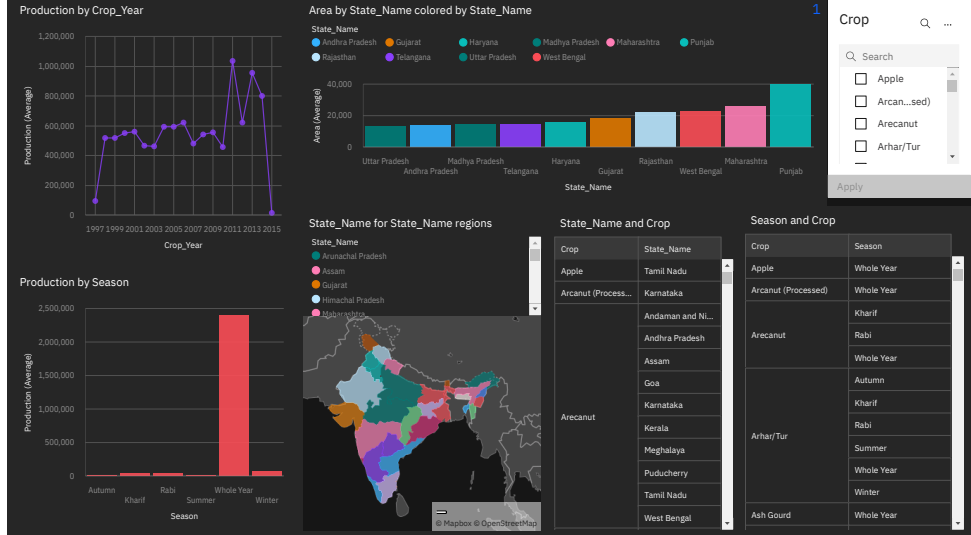 Production by Crop_Year
1,200,000
1,000,000
800,000
600,000
400,000
200,000
0
Production (Average)
1997 1999 2001 2003 2005 2007 2009 2011 2013 2015
Crop_Year
Area by State_Name colored by State_Name
1
State_Name
Andhra Pradesh Gujarat Haryana Madhya Pradesh Maharashtra Punjab
Rajasthan Telangana Uttar Pradesh West Bengal
40,000
20,000
0
Area (Average)
Uttar Pradesh Madhya Pradesh Haryana Rajasthan Maharashtra
Andhra Pradesh Telangana Gujarat West Bengal Punjab
State_Name
Crop
...
Search
Apple
Arcan...sed)
Arecanut
Arhar/Tur
Apply
Production by Season
2,500,000
2,000,000
1,500,000
1,000,000
500,000
0
Production (Average)
Autumn Rabi Whole Year
Kharif Summer Winter
Season
State_Name for State_Name regions
State_Name
Arunachal Pradesh
Assam
Gujarat
Himachal Pradesh
Maharashtra
© Mapbox © OpenStreetMap
State_Name and Crop
Crop State_Name
Apple Tamil Nadu
Arcanut (Process... Karnataka
Andaman and Ni...
Andhra Pradesh
Assam
Goa
Arecanut Karnataka
Kerala
Meghalaya
Puducherry
Tamil Nadu
West Bengal
Season and Crop
Crop Season
Apple Whole Year
Arcanut (Processed) Whole Year
Kharif
Arecanut Rabi
Whole Year
Autumn
Kharif
Rabi
Arhar/Tur
Summer
Whole Year
Winter
Ash Gourd Whole Year